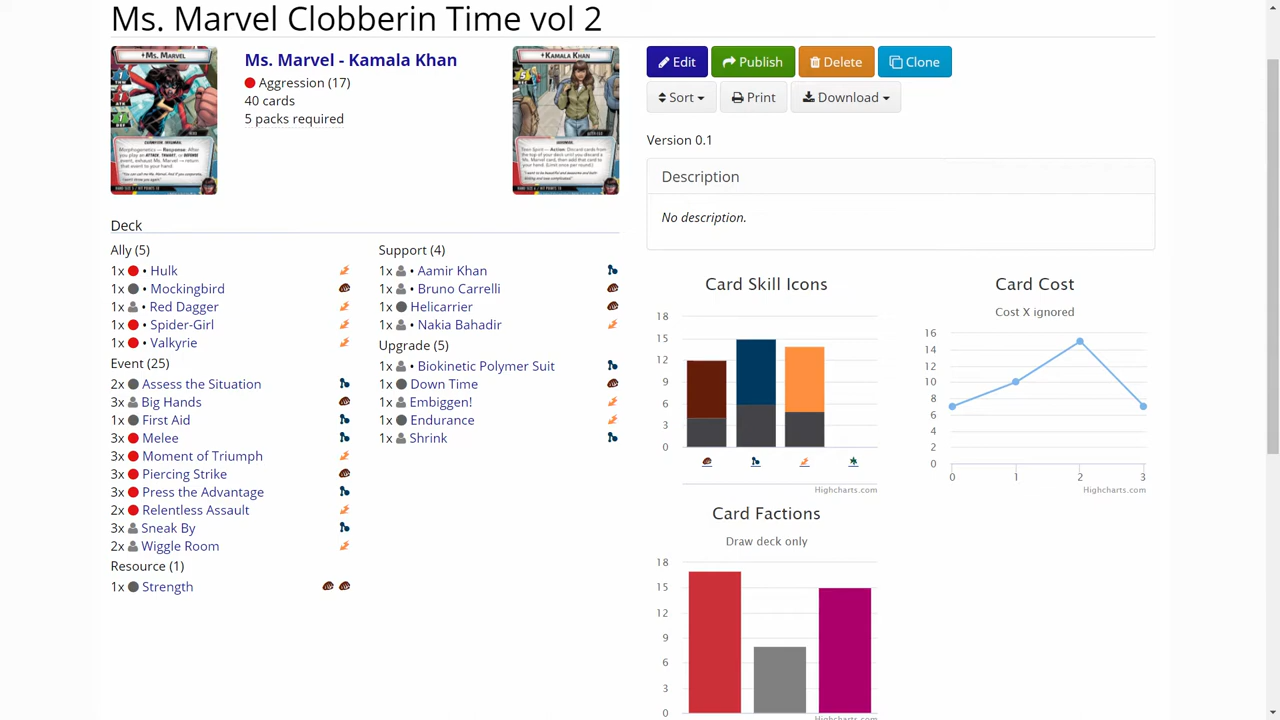 Ms. Marvel Clobberin Time vol 2
MS. MARVEL
Ms. Marvel - Kamala Khan
Aggression (17)
40 cards
5 packs required
KAMALA KHAN
Edit
Publish
Delete
Clone
Sort
Print
Download
Version 0.1
Description
No description.
Deck
Ally (5)
1x • Hulk
1x • Mockingbird
1x • Red Dagger
1x • Spider-Girl
1x • Valkyrie
Event (25)
2x Assess the Situation
3x Big Hands
1x First Aid
3x Melee
3x Moment of Triumph
3x Piercing Strike
3x Press the Advantage
2x Relentless Assault
3x Sneak By
2x Wiggle Room
Resource (1)
1x Strength
Support (4)
1x • Aamir Khan
1x • Bruno Carrelli
1x Helicarrier
1x • Nakia Bahadir
Upgrade (5)
1x • Biokinetic Polymer Suit
1x Down Time
1x Embiggen!
1x Endurance
1x Shrink
Card Skill Icons
18
15
12
9
6
3
0
Highcharts.com
Card Cost
Cost X ignored
16
14
12
10
8
6
4
2
0
0 1 2 3
Highcharts.com
Card Factions
Draw deck only
18
15
12
9
6
3
0
Highcharts.com